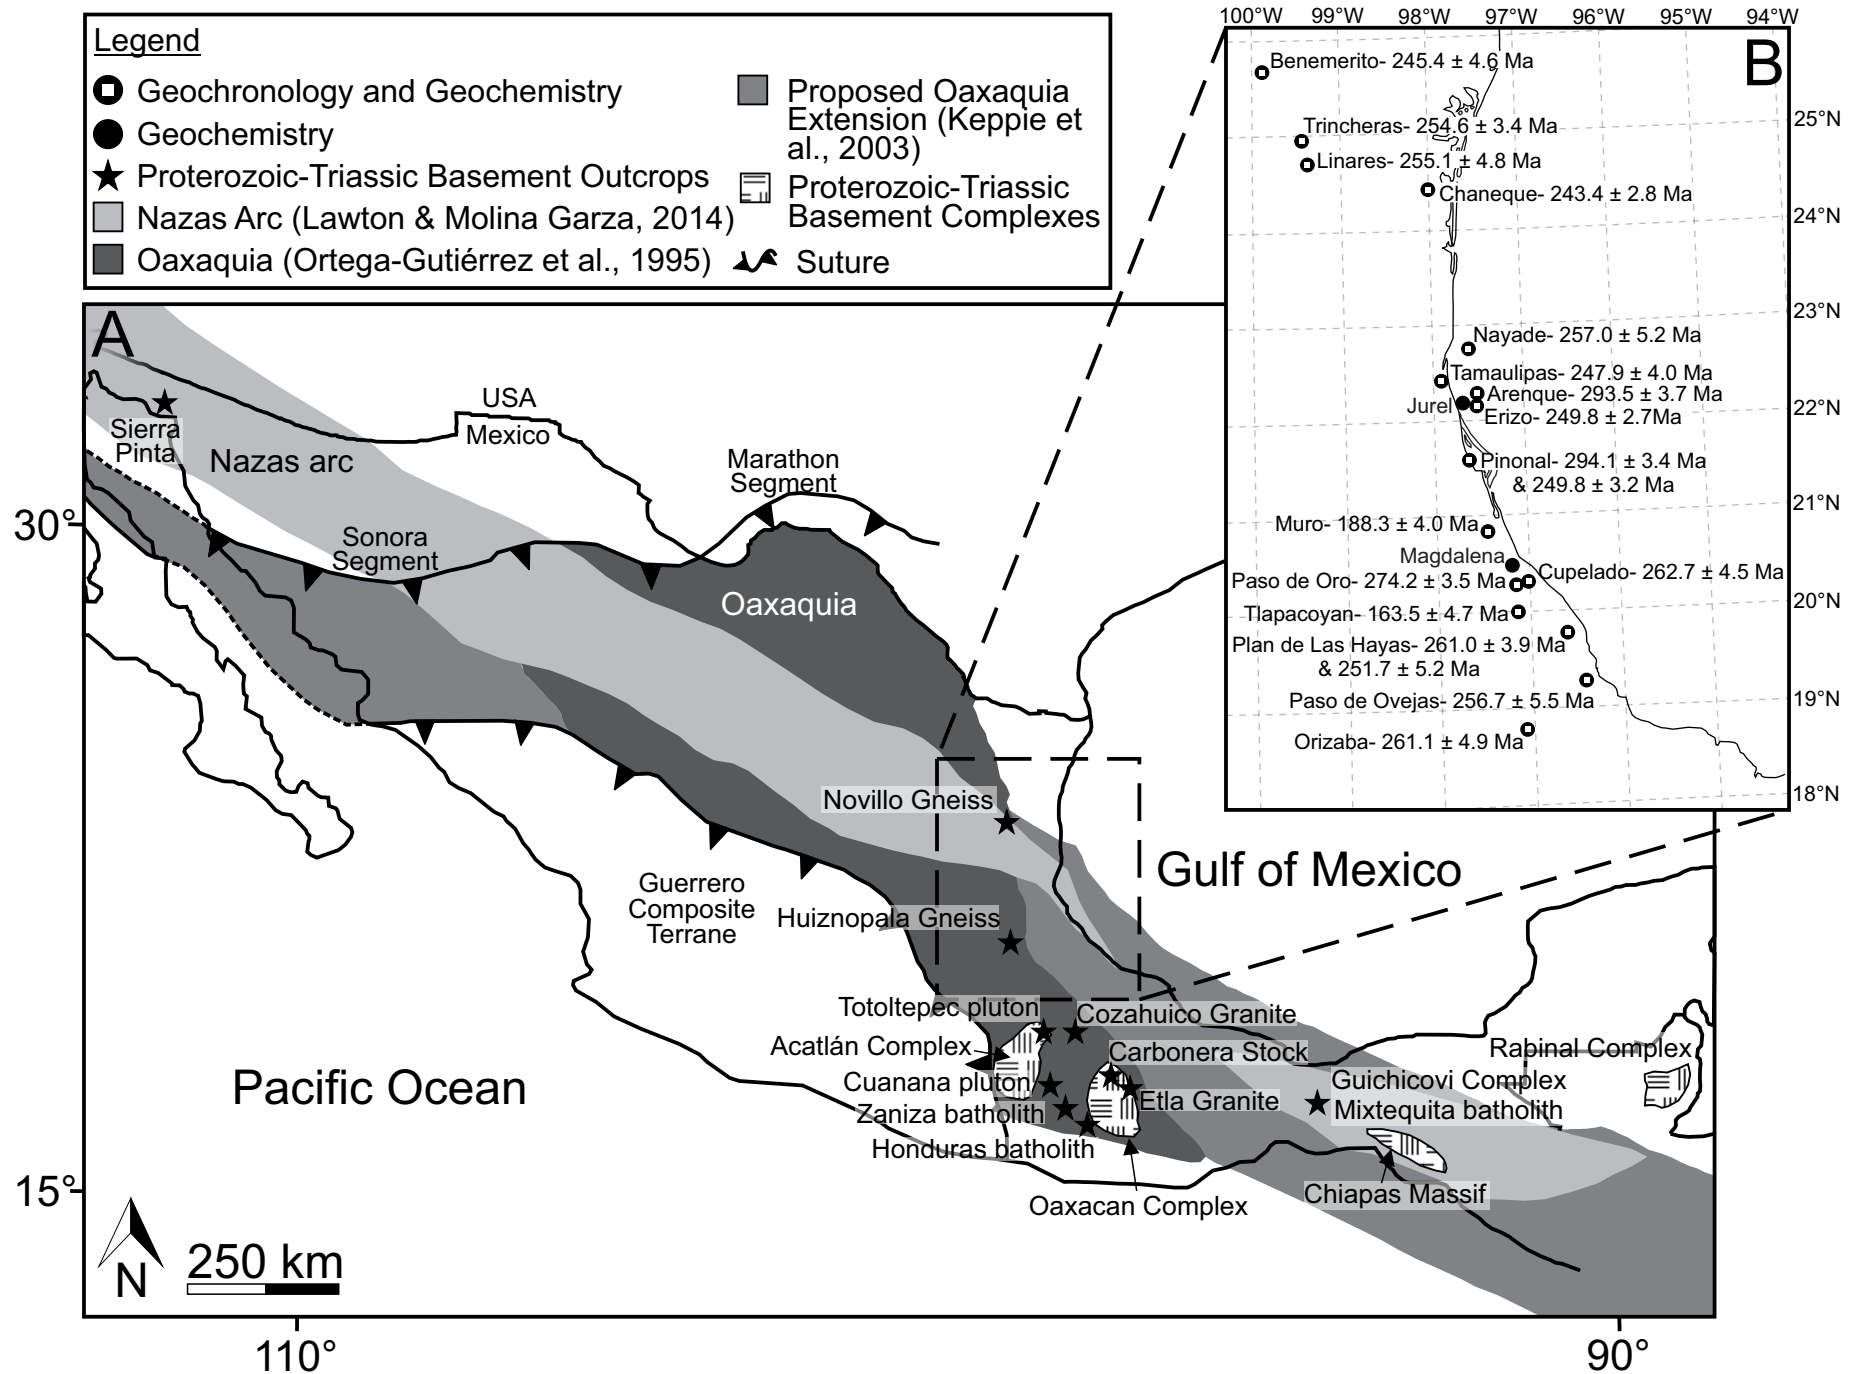 Legend
Geochronology and Geochemistry
Geochemistry
Proterozoic-Triassic Basement Outcrops
Nazas Arc (Lawton & Molina Garza, 2014)
Oaxaquia (Ortega-Gutiérrez et al., 1995)
Proposed Oaxaquia
Extension (Keppie et
al., 2003)
Proterozoic-Triassic
Basement Complexes
Suture
A
USA
Mexico
Sierra
Pinta
Nazas arc
Marathon
Segment
Sonora
Segment
Oaxaquia
Novillo Gneiss
Guerrero
Composite
Terrane
Huiznopala Gneiss
Gulf of Mexico
Totoltepec pluton
Cozahuico Granite
Acatlán Complex
Carbonera Stock
Rabinal Complex
Cuanana pluton
Guichicovi Complex
Etla Granite
Mixtequita batholith
Zaniza batholith
Honduras batholith
Pacific Ocean
Chiapas Massif
Oaxacan Complex
N
250 km
30°
15°
110°
90°
100°W 99°W 98°W 97°W 96°W 95°W 94°W
B
Benemerito- 245.4 ± 4.6 Ma
Trincheras- 254.6 ± 3.4 Ma
Linares- 255.1 ± 4.8 Ma
Chaneque- 243.4 ± 2.8 Ma
Nayade- 257.0 ± 5.2 Ma
Tamaulipas- 247.9 ± 4.0 Ma
Arenque- 293.5 ± 3.7 Ma
Jurel
Erizo- 249.8 ± 2.7Ma
Pinonal- 294.1 ± 3.4 Ma
& 249.8 ± 3.2 Ma
Muro- 188.3 ± 4.0 Ma
Magdalena
Cupelado- 262.7 ± 4.5 Ma
Paso de Oro- 274.2 ± 3.5 Ma
Tlapacoyan- 163.5 ± 4.7 Ma
Plan de Las Hayas- 261.0 ± 3.9 Ma
& 251.7 ± 5.2 Ma
Paso de Ovejas- 256.7 ± 5.5 Ma
Orizaba- 261.1 ± 4.9 Ma
25°N
24°N
23°N
22°N
21°N
20°N
19°N
18°N